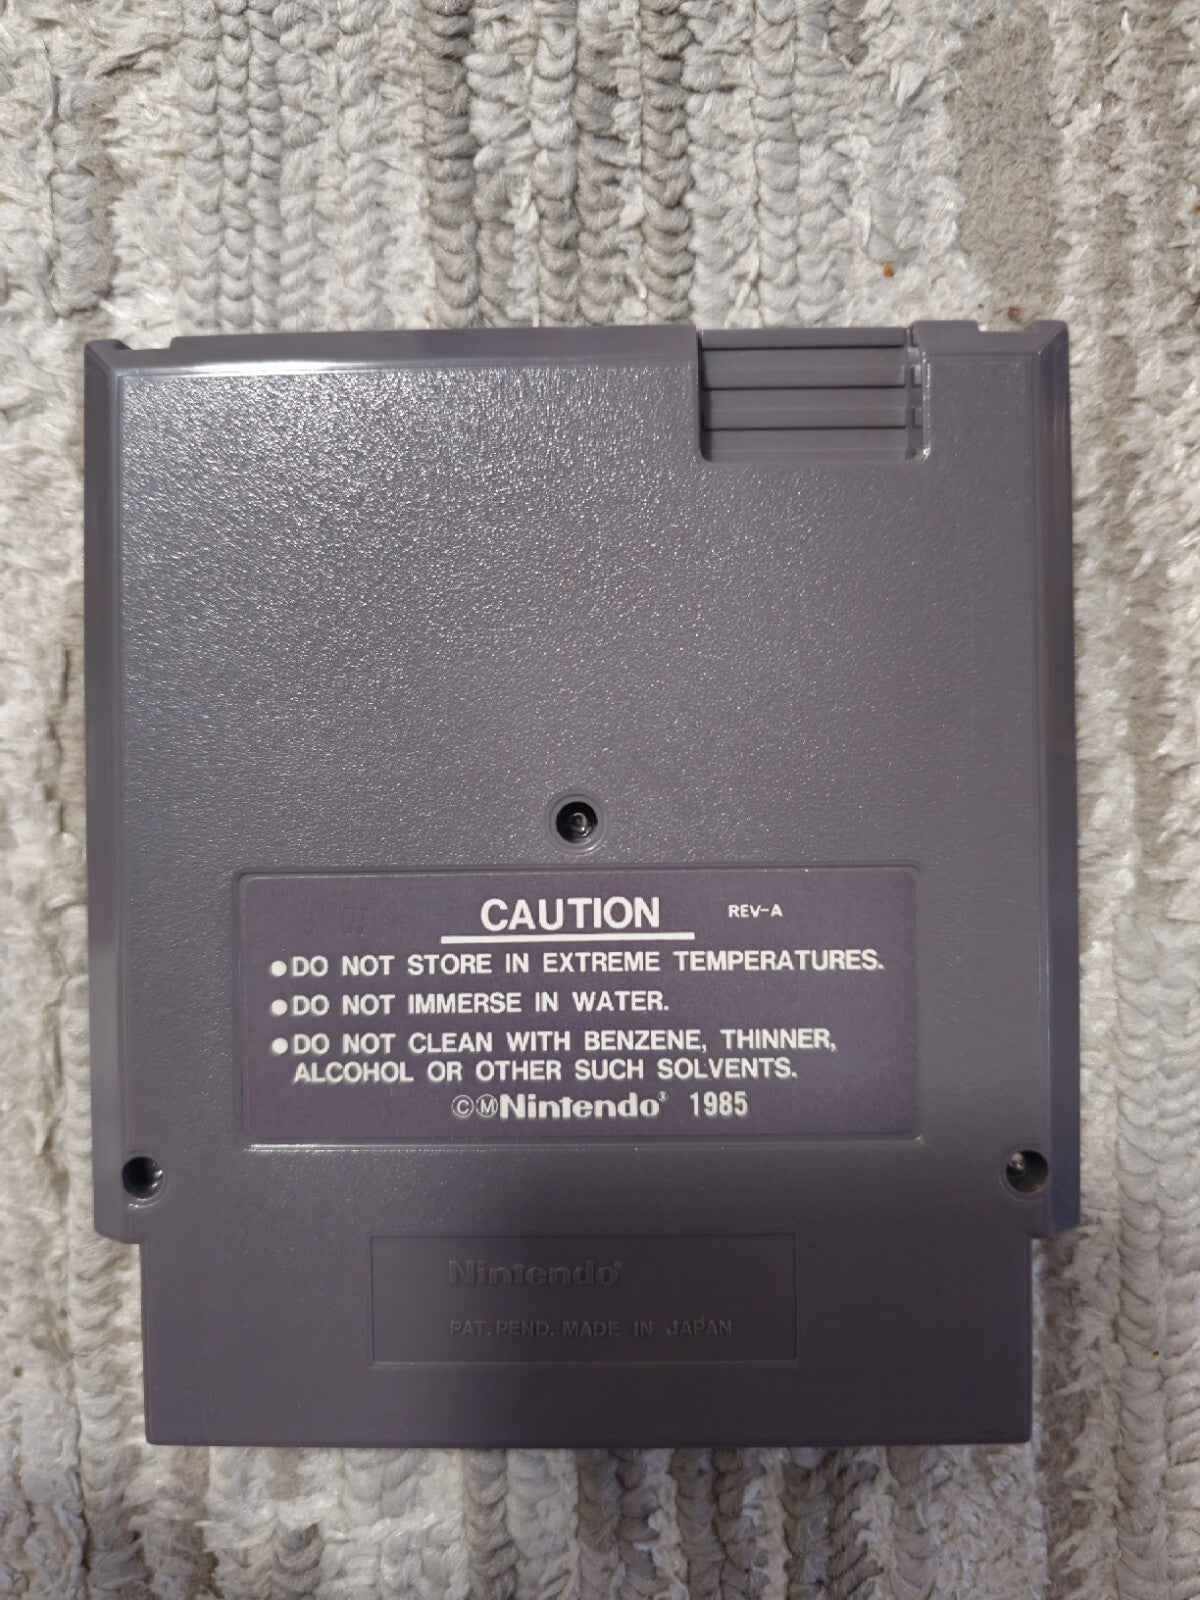 CAUTION REV-A
●DO NOT STORE IN EXTREME TEMPERATURES.
●DO NOT IMMERSE IN WATER.
●DO NOT CLEAN WITH BENZENE, THINNER,
ALCOHOL OR OTHER SUCH SOLVENTS.
ⒸⓂNintendo® 1985
Nintendo®
PAT. PEND. MADE IN JAPAN